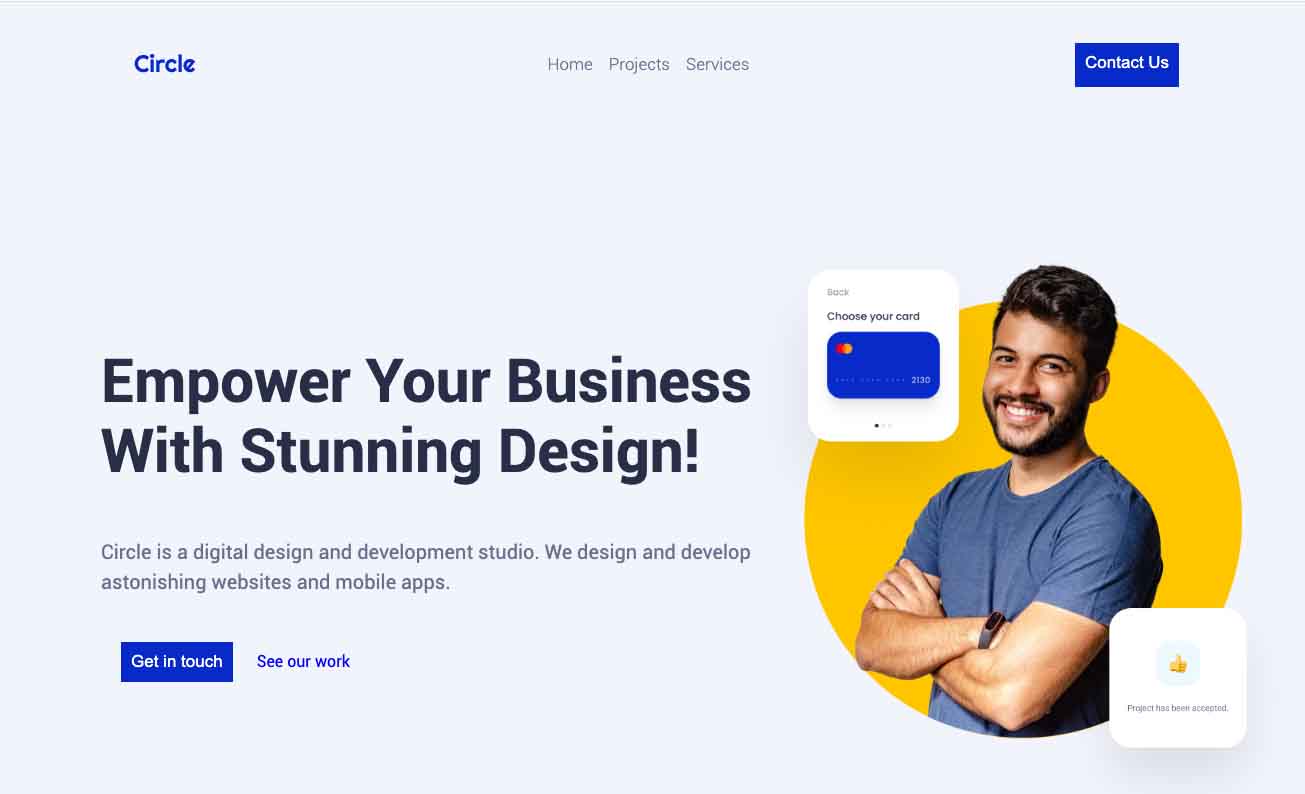 Circle
Home Projects Services
Contact Us
Back
Choose your card
2130
Empower Your Business
With Stunning Design!
Circle is a digital design and development studio. We design and develop
astonishing websites and mobile apps.
Get in touch
See our work
Project has been accepted.